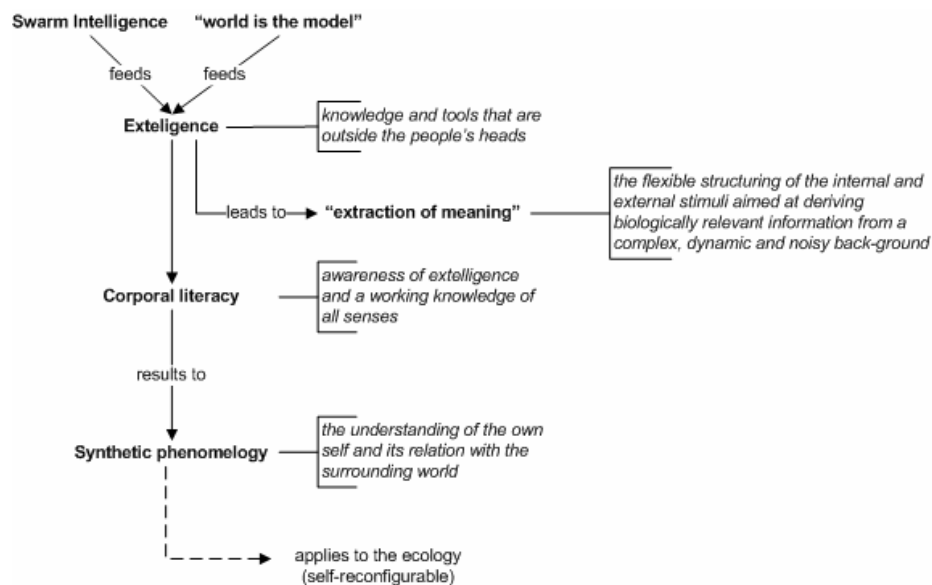 Swarm Intelligence
“world is the model”
feeds
feeds
Exteligence
knowledge and tools that are
outside the people’s heads
leads to
“extraction of meaning”
the flexible structuring of the internal and
external stimuli aimed at deriving
biologically relevant information from a
complex, dynamic and noisy back-ground
Corporal literacy
awareness of extelligence
and a working knowledge of
all senses
results to
Synthetic phenomelogy
the understanding of the own
self and its relation with the
surrounding world
applies to the ecology
(self-reconfigurable)